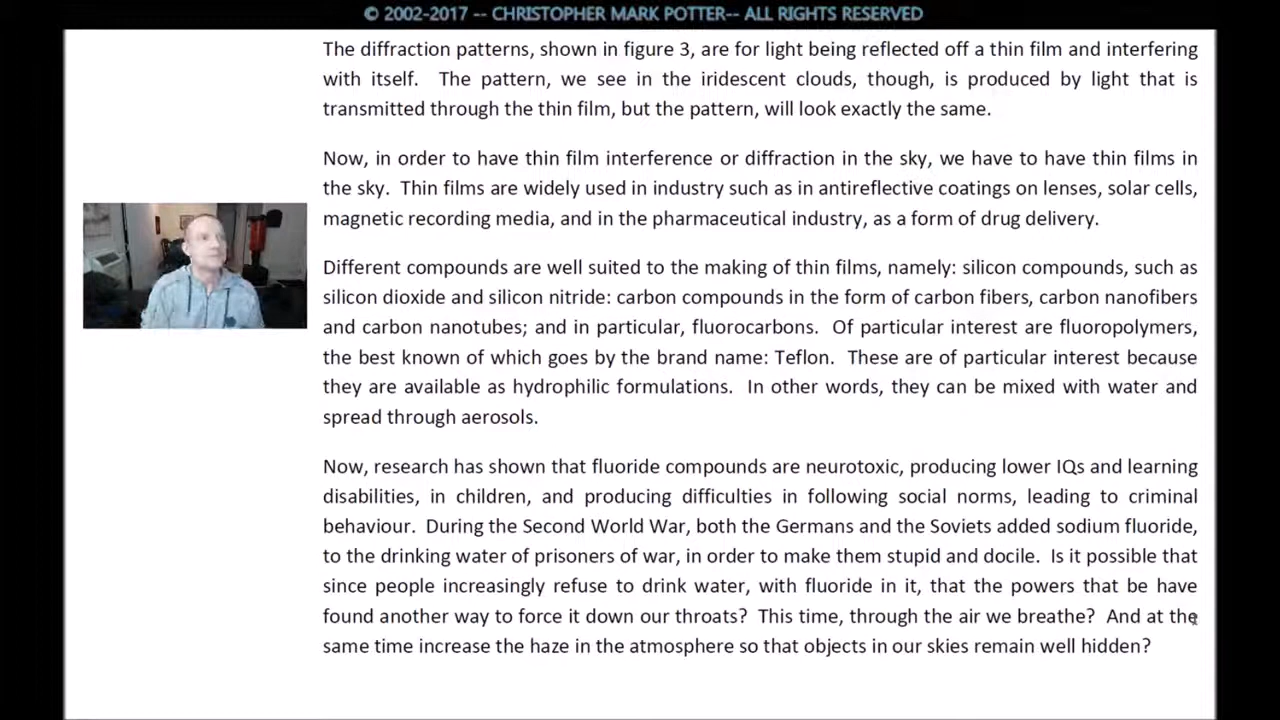 © 2002-2017 -- CHRISTOPHER MARK POTTER-- ALL RIGHTS RESERVED
The diffraction patterns, shown in figure 3, are for light being reflected off a thin film and interfering
with itself. The pattern, we see in the iridescent clouds, though, is produced by light that is
transmitted through the thin film, but the pattern, will look exactly the same.
Now, in order to have thin film interference or diffraction in the sky, we have to have thin films in
the sky. Thin films are widely used in industry such as in antireflective coatings on lenses, solar cells,
magnetic recording media, and in the pharmaceutical industry, as a form of drug delivery.
Different compounds are well suited to the making of thin films, namely: silicon compounds, such as
silicon dioxide and silicon nitride: carbon compounds in the form of carbon fibers, carbon nanofibers
and carbon nanotubes; and in particular, fluorocarbons. Of particular interest are fluoropolymers,
the best known of which goes by the brand name: Teflon. These are of particular interest because
they are available as hydrophilic formulations. In other words, they can be mixed with water and
spread through aerosols.
Now, research has shown that fluoride compounds are neurotoxic, producing lower IQs and learning
disabilities, in children, and producing difficulties in following social norms, leading to criminal
behaviour. During the Second World War, both the Germans and the Soviets added sodium fluoride,
to the drinking water of prisoners of war, in order to make them stupid and docile. Is it possible that
since people increasingly refuse to drink water, with fluoride in it, that the powers that be have
found another way to force it down our throats? This time, through the air we breathe? And at the
same time increase the haze in the atmosphere so that objects in our skies remain well hidden?